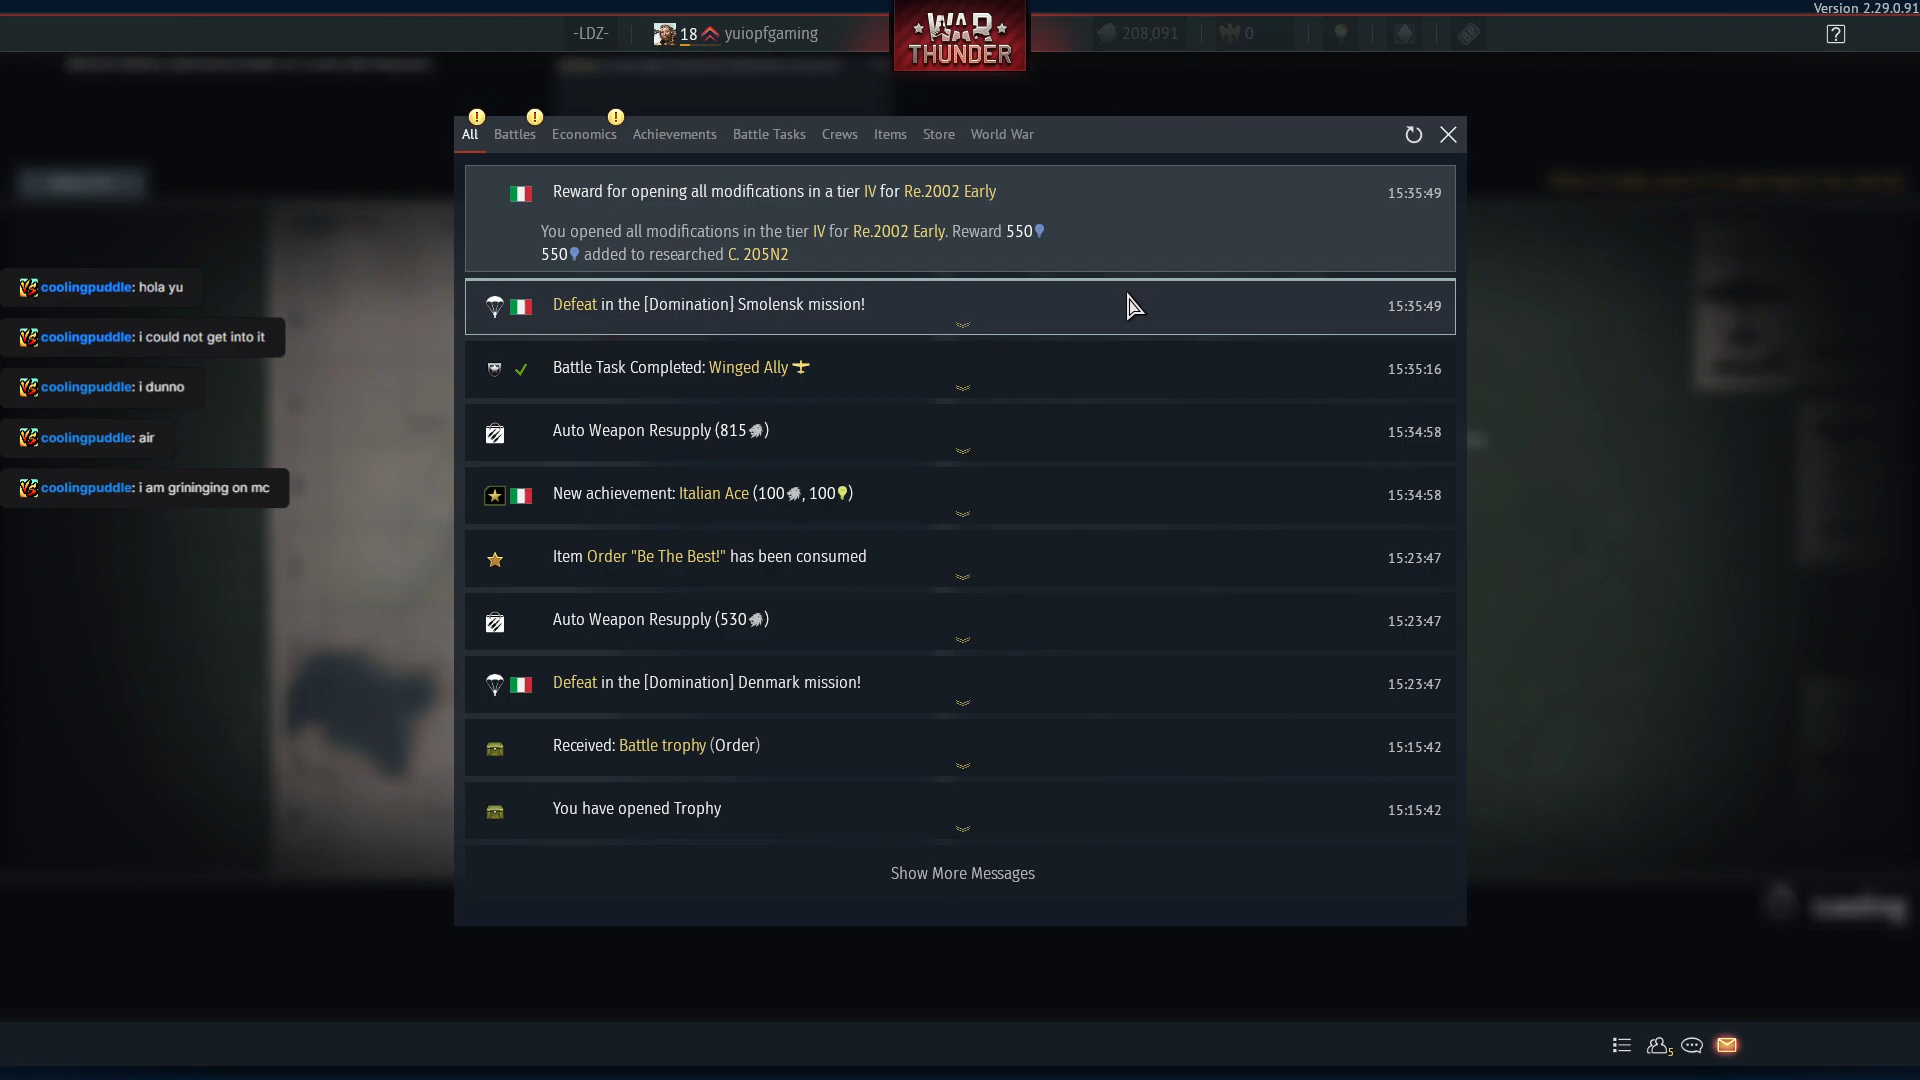 Version 2.29.0.91
-LDZ-
18 yuiopfgaming
WAR THUNDER
208,091
0
All Battles Economics Achievements Battle Tasks Crews Items Store World War
Reward for opening all modifications in a tier IV for Re.2002 Early 15:35:49
You opened all modifications in the tier IV for Re.2002 Early. Reward 550
550 added to researched C. 205N2
Defeat in the [Domination] Smolensk mission! 15:35:49
Battle Task Completed: Winged Ally 15:35:16
Auto Weapon Resupply (815) 15:34:58
New achievement: Italian Ace (100, 100) 15:34:58
Item Order "Be The Best!" has been consumed 15:23:47
Auto Weapon Resupply (530) 15:23:47
Defeat in the [Domination] Denmark mission! 15:23:47
Received: Battle trophy (Order) 15:15:42
You have opened Trophy 15:15:42
Show More Messages
coolingpuddle: hola yu
coolingpuddle: i could not get into it
coolingpuddle: i dunno
coolingpuddle: air
coolingpuddle: i am grininging on mc
5